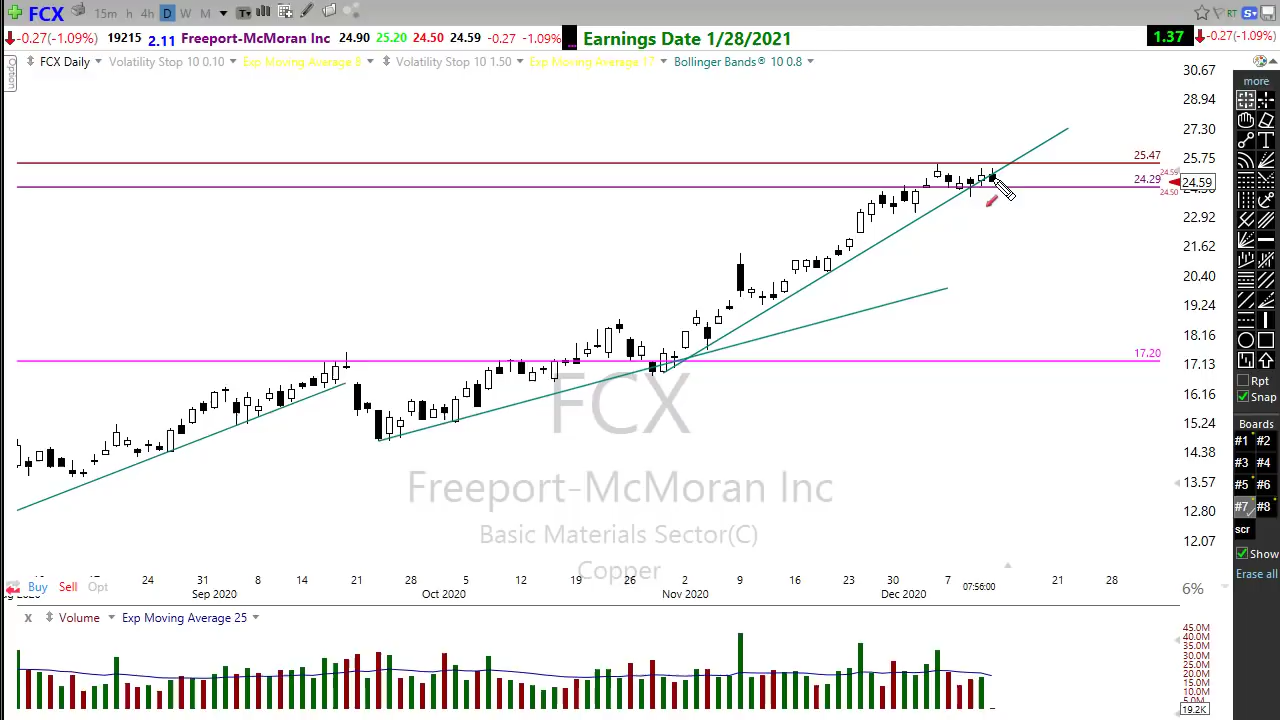 FCX 15m h 4h D W M T
-0.27(-1.09%) 19215 2.11 Freeport-McMoran Inc 24.90 25.20 24.50 24.59 -0.27 -1.09% Earnings Date 1/28/2021 1.37 -0.27(-1.09%)
Option
FCX Daily Volatility Stop 10 0.10 Exp Moving Average 8 Volatility Stop 10 1.50 Exp Moving Average 17 Bollinger Bands® 10 0.8
30.67
28.94
27.30
25.75
22.92
21.62
20.40
19.24
18.16
17.13
16.16
15.24
14.38
13.57
12.80
12.07
25.47
24.29
24.59
24.59
24.50
17.20
FCX
Freeport-McMoran Inc
Basic Materials Sector(C)
Copper
24 31 8 14 21 28 5 12 19 26 2 9 16 23 30 7 07:56:00 21 28
Sep 2020 Oct 2020 Nov 2020 Dec 2020
Buy Sell Opt
6%
X Volume Exp Moving Average 25
45.0M
40.0M
35.0M
30.0M
25.0M
20.0M
15.0M
10.0M
5.0M
19.2K
more
T
Rpt
Snap
Boards
#1 #2
#3 #4
#5 #6
#7 #8
scr
Show
Erase all